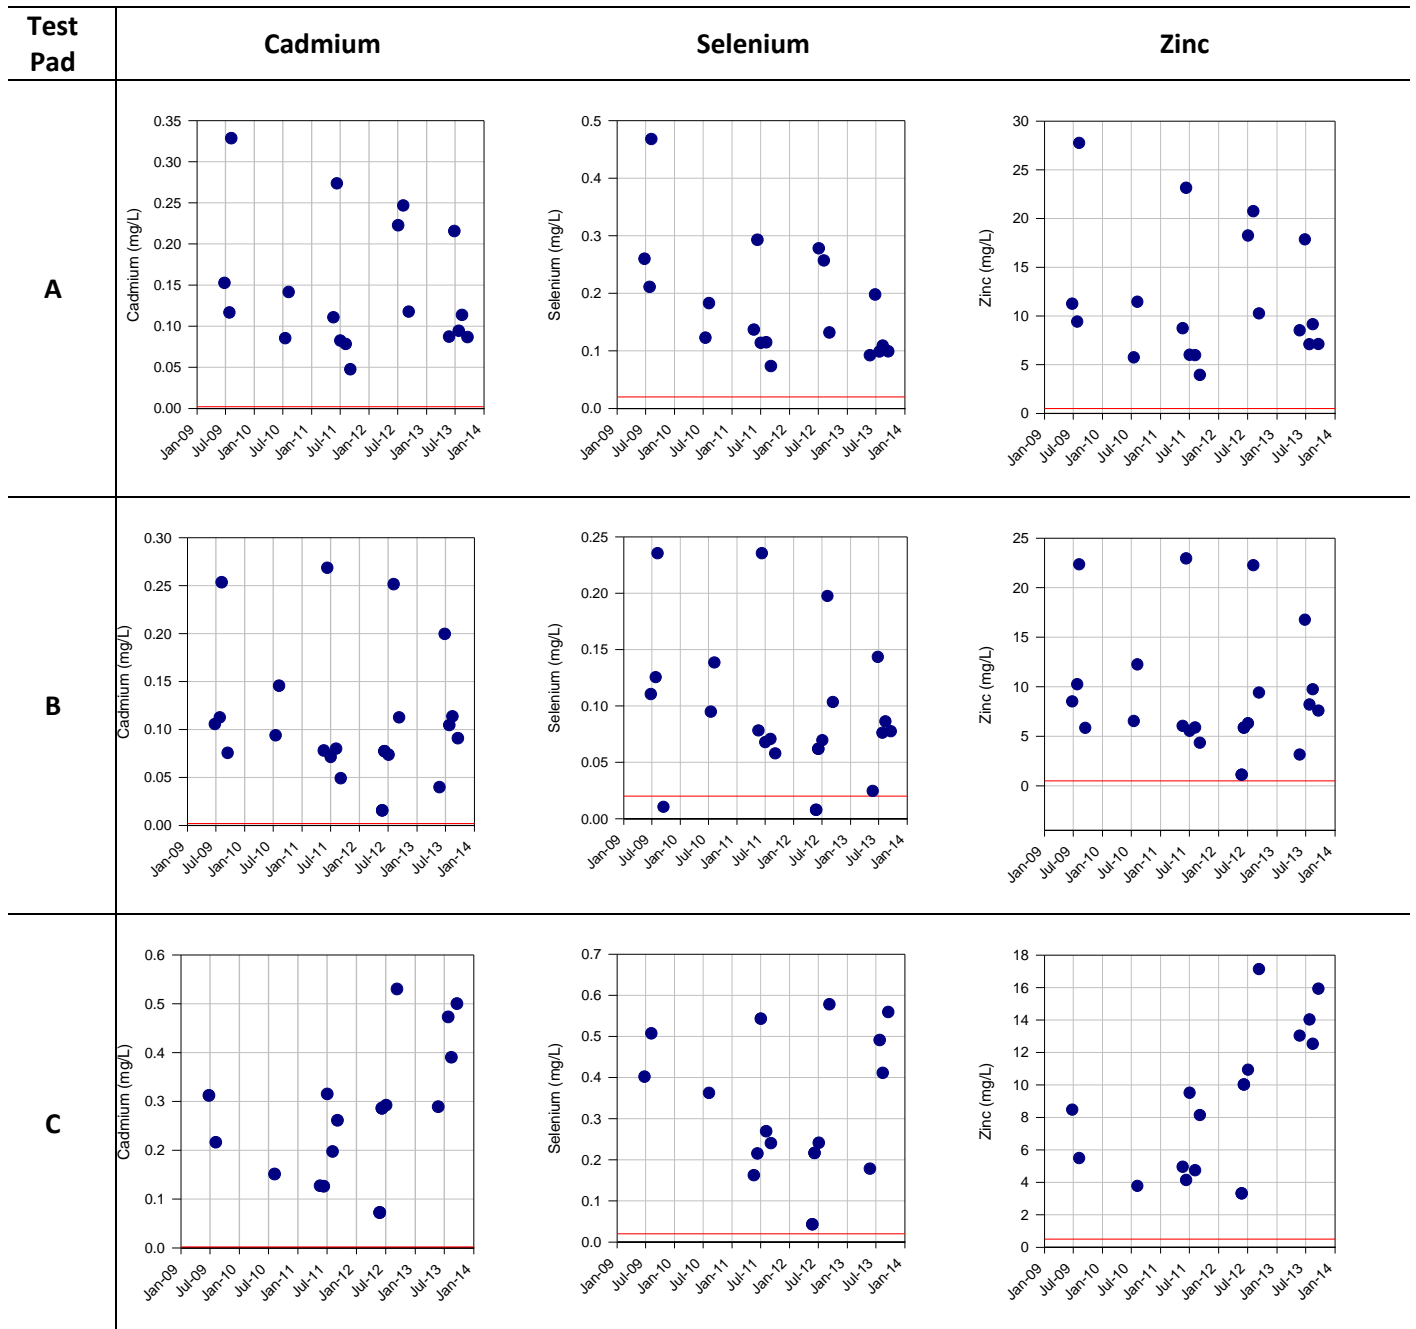 Test Pad
Cadmium
Selenium
Zinc
A
Cadmium (mg/L)
0.35
0.30
0.25
0.20
0.15
0.10
0.05
0.00
Jan-09
Jul-09
Jan-10
Jul-10
Jan-11
Jul-11
Jan-12
Jul-12
Jan-13
Jul-13
Jan-14
Selenium (mg/L)
0.5
0.4
0.3
0.2
0.1
0.0
Jan-09
Jul-09
Jan-10
Jul-10
Jan-11
Jul-11
Jan-12
Jul-12
Jan-13
Jul-13
Jan-14
Zinc (mg/L)
30
25
20
15
10
5
0
Jan-09
Jul-09
Jan-10
Jul-10
Jan-11
Jul-11
Jan-12
Jul-12
Jan-13
Jul-13
Jan-14
B
Cadmium (mg/L)
0.30
0.25
0.20
0.15
0.10
0.05
0.00
Jan-09
Jul-09
Jan-10
Jul-10
Jan-11
Jul-11
Jan-12
Jul-12
Jan-13
Jul-13
Jan-14
Selenium (mg/L)
0.25
0.20
0.15
0.10
0.05
0.00
Jan-09
Jul-09
Jan-10
Jul-10
Jan-11
Jul-11
Jan-12
Jul-12
Jan-13
Jul-13
Jan-14
Zinc (mg/L)
25
20
15
10
5
0
Jan-09
Jul-09
Jan-10
Jul-10
Jan-11
Jul-11
Jan-12
Jul-12
Jan-13
Jul-13
Jan-14
C
Cadmium (mg/L)
0.6
0.5
0.4
0.3
0.2
0.1
0.0
Jan-09
Jul-09
Jan-10
Jul-10
Jan-11
Jul-11
Jan-12
Jul-12
Jan-13
Jul-13
Jan-14
Selenium (mg/L)
0.7
0.6
0.5
0.4
0.3
0.2
0.1
0.0
Jan-09
Jul-09
Jan-10
Jul-10
Jan-11
Jul-11
Jan-12
Jul-12
Jan-13
Jul-13
Jan-14
Zinc (mg/L)
18
16
14
12
10
8
6
4
2
0
Jan-09
Jul-09
Jan-10
Jul-10
Jan-11
Jul-11
Jan-12
Jul-12
Jan-13
Jul-13
Jan-14